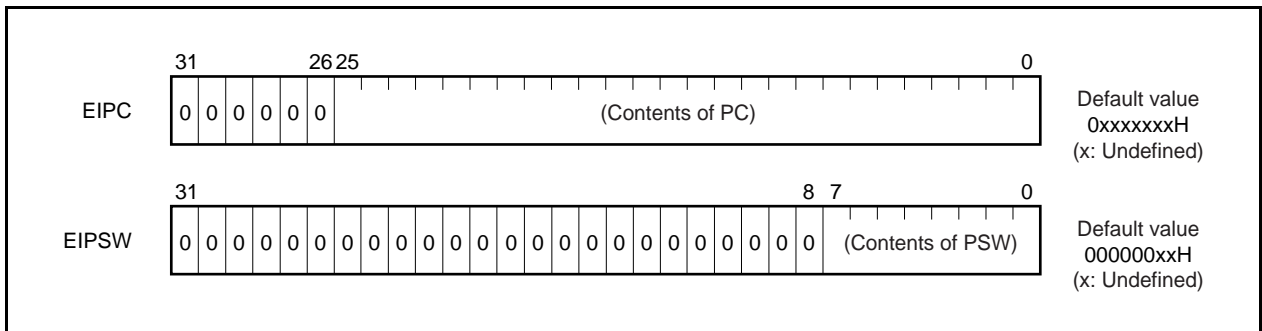 31 26 25 0
EIPC 0 0 0 0 0 0 (Contents of PC) Default value
0xxxxxxxH
(x: Undefined)
31 8 7 0
EIPSW 0 0 0 0 0 0 0 0 0 0 0 0 0 0 0 0 0 0 0 0 0 0 0 0 (Contents of PSW) Default value
000000xxH
(x: Undefined)